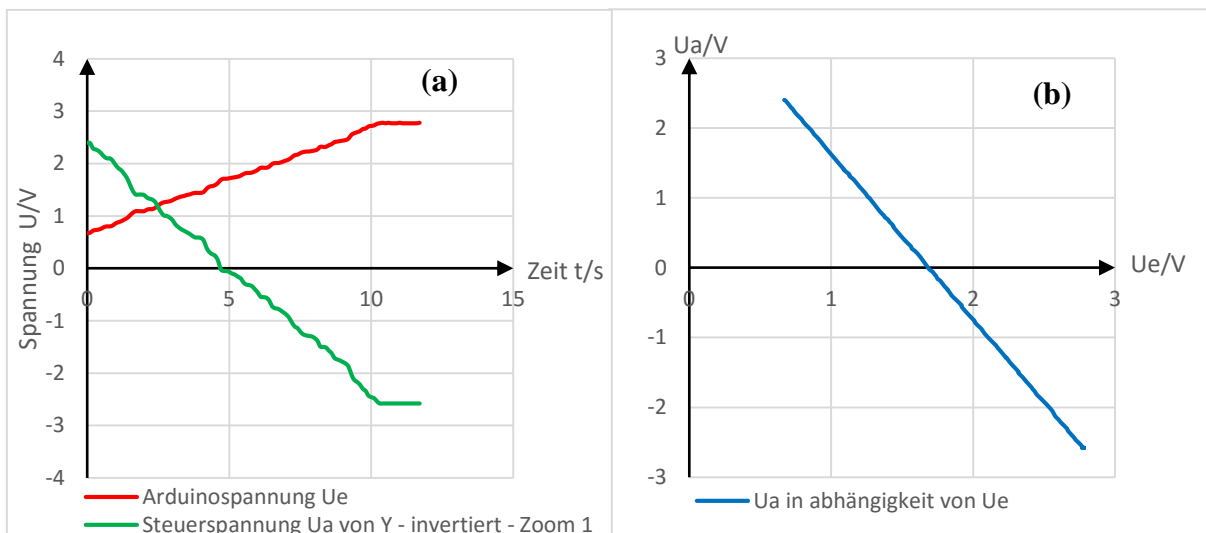 (a)
Spannung U/V
4
3
2
1
0
-1
-2
-3
-4
0
5
10
15
Zeit t/s
Arduinospannung Ue
Steuerspannung Ua von Y - invertiert - Zoom 1
(b)
Ua/V
3
2
1
0
-1
-2
-3
0
1
2
3
Ue/V
Ua in abhängigkeit von Ue